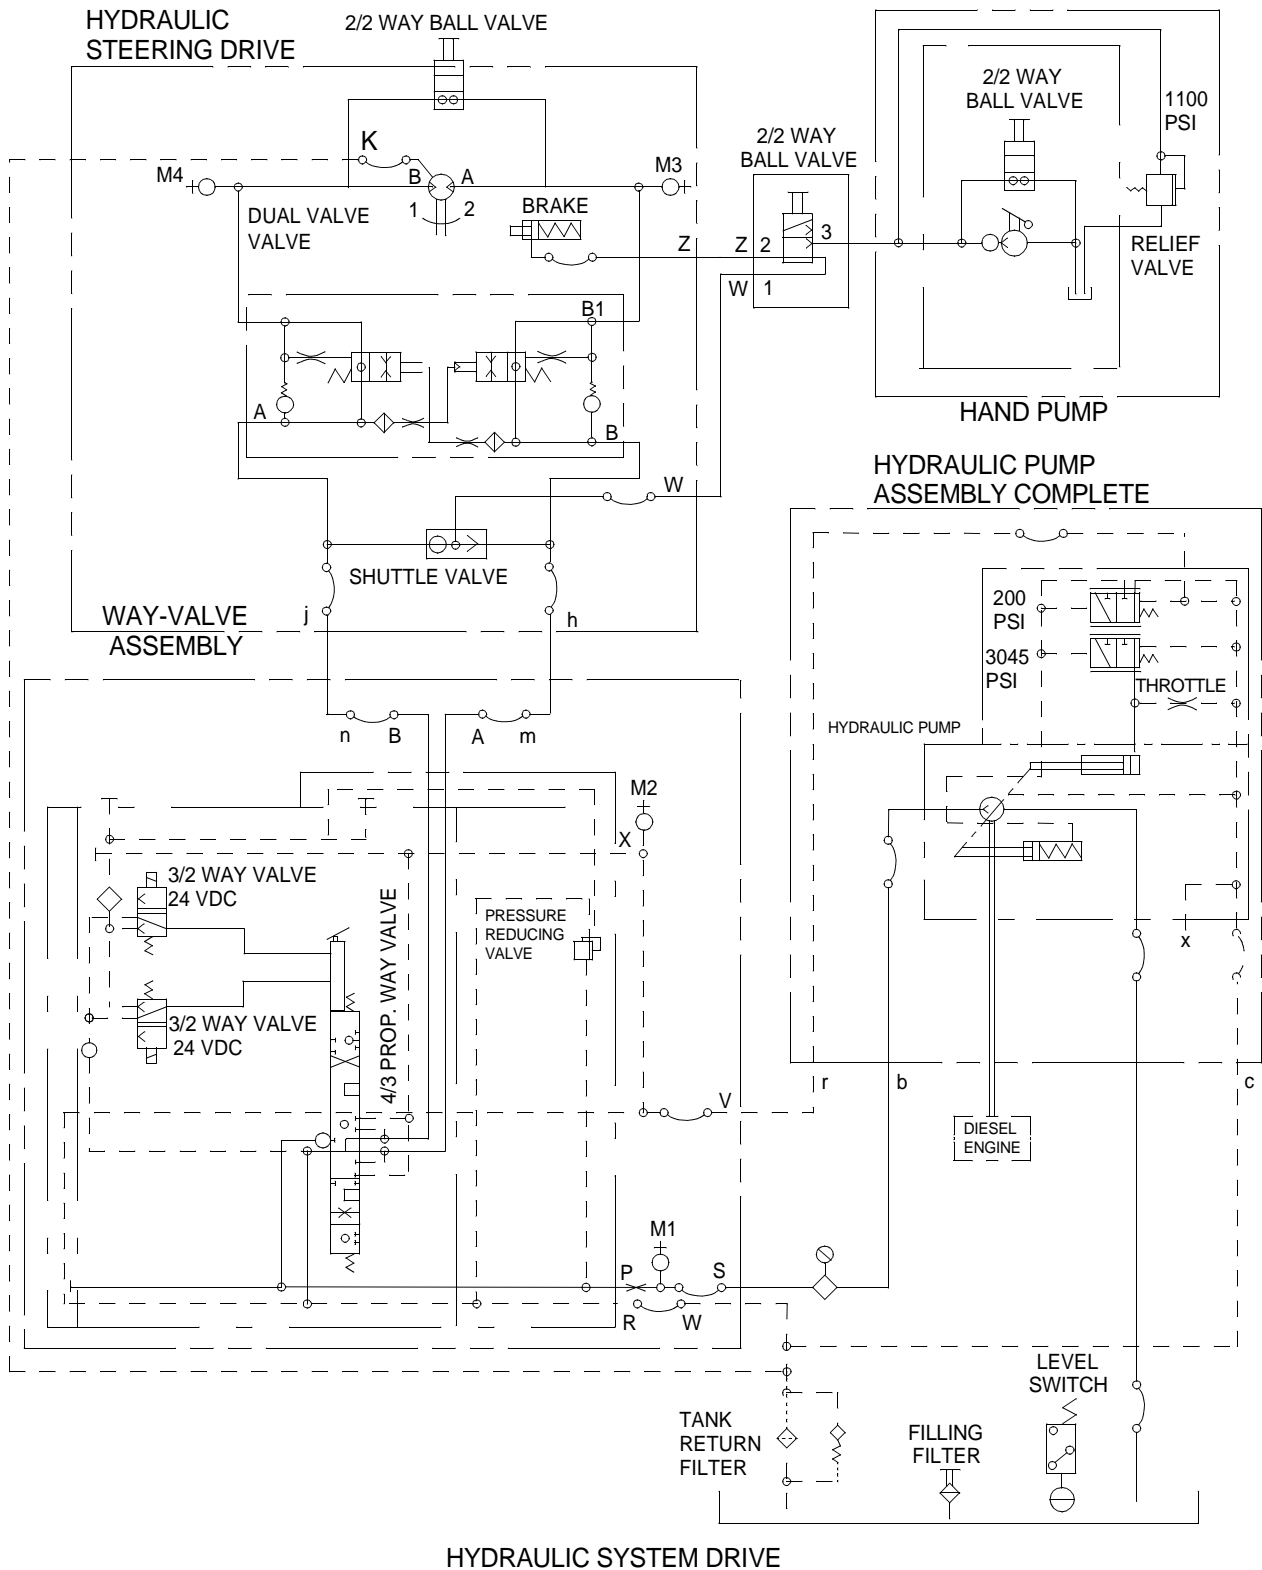 HYDRAULIC
STEERING DRIVE
2/2 WAY BALL VALVE
K
M4
B
A
M3
1
2
DUAL VALVE
VALVE
BRAKE
Z
2/2 WAY
BALL VALVE
Z
2
3
W
1
2/2 WAY
BALL VALVE
1100
PSI
RELIEF
VALVE
HAND PUMP
B1
A
B
W
SHUTTLE VALVE
j
h
WAY-VALVE
ASSEMBLY
HYDRAULIC PUMP
ASSEMBLY COMPLETE
200
PSI
3045
PSI
THROTTLE
HYDRAULIC PUMP
x
r
b
c
DIESEL
ENGINE
n
B
A
m
M2
X
3/2 WAY VALVE
24 VDC
4/3 PROP. WAY VALVE
PRESSURE
REDUCING
VALVE
3/2 WAY VALVE
24 VDC
V
M1
P
S
R
W
TANK
RETURN
FILTER
FILLING
FILTER
LEVEL
SWITCH
HYDRAULIC SYSTEM DRIVE